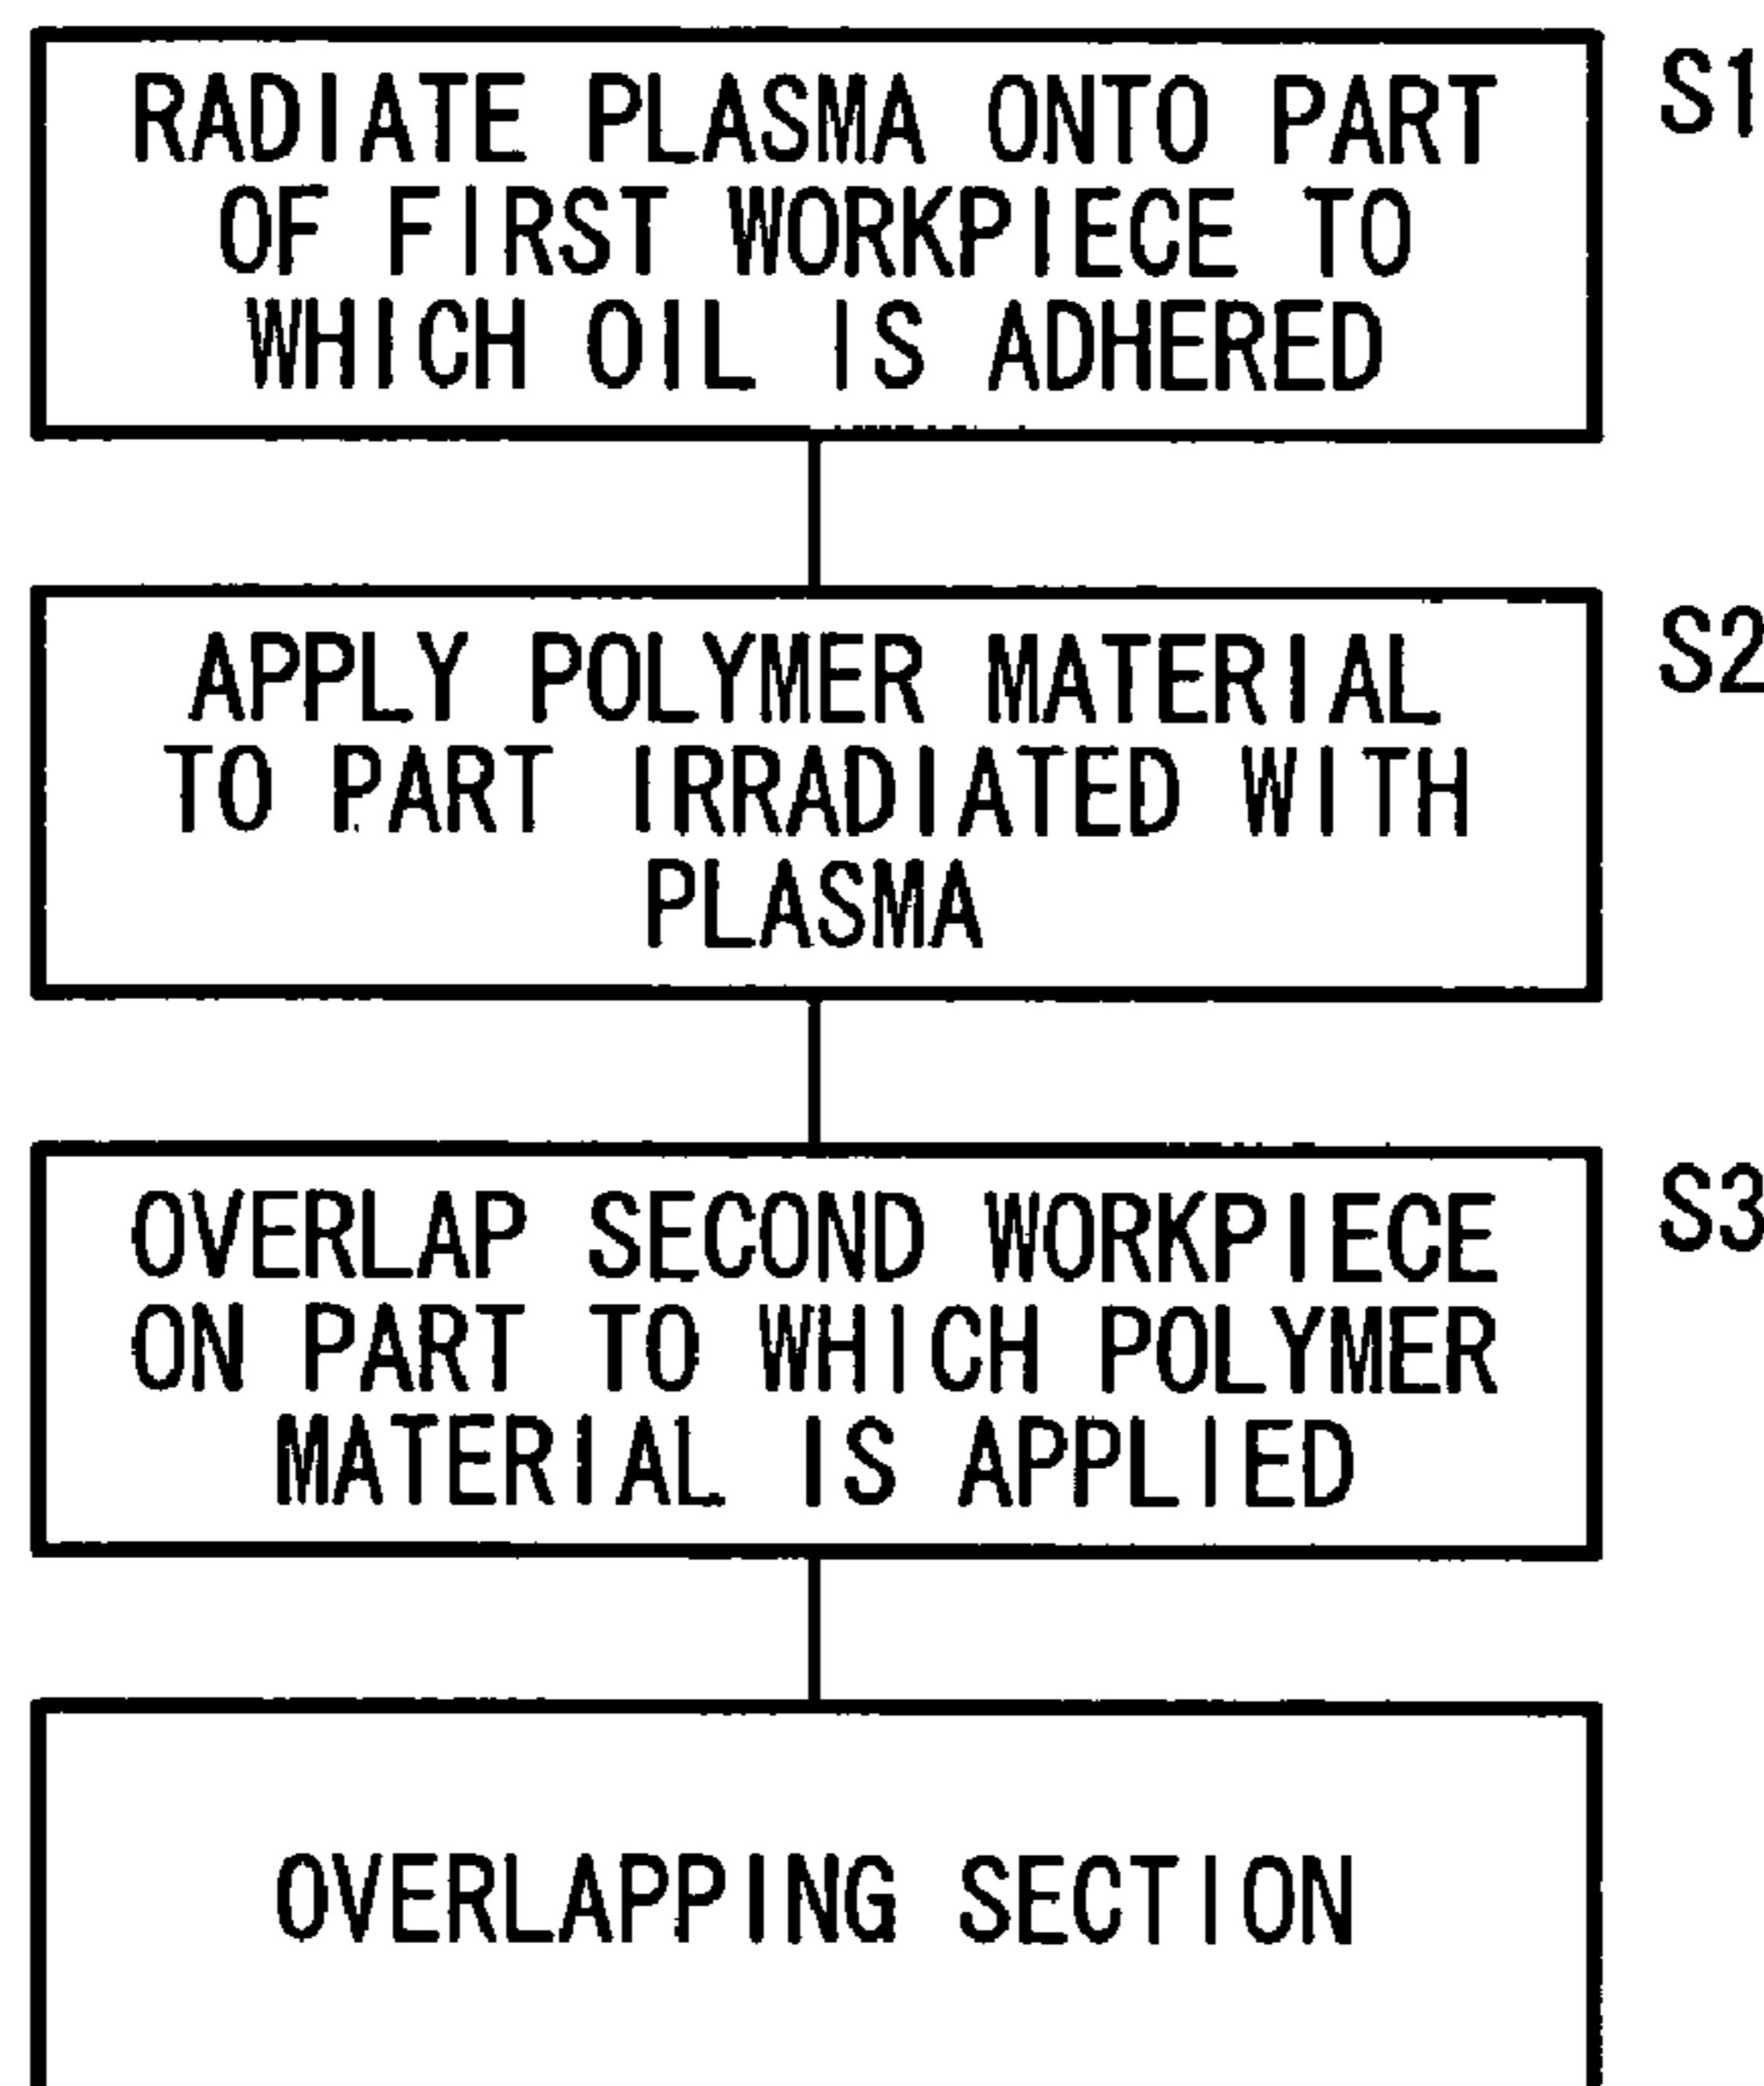 RADIATE PLASMA ONTO PART
OF FIRST WORKPIECE TO
WHICH OIL IS ADHERED
S1
APPLY POLYMER MATERIAL
TO PART IRRADIATED WITH
PLASMA
S2
OVERLAP SECOND WORKPIECE
ON PART TO WHICH POLYMER
MATERIAL IS APPLIED
S3
OVERLAPPING SECTION